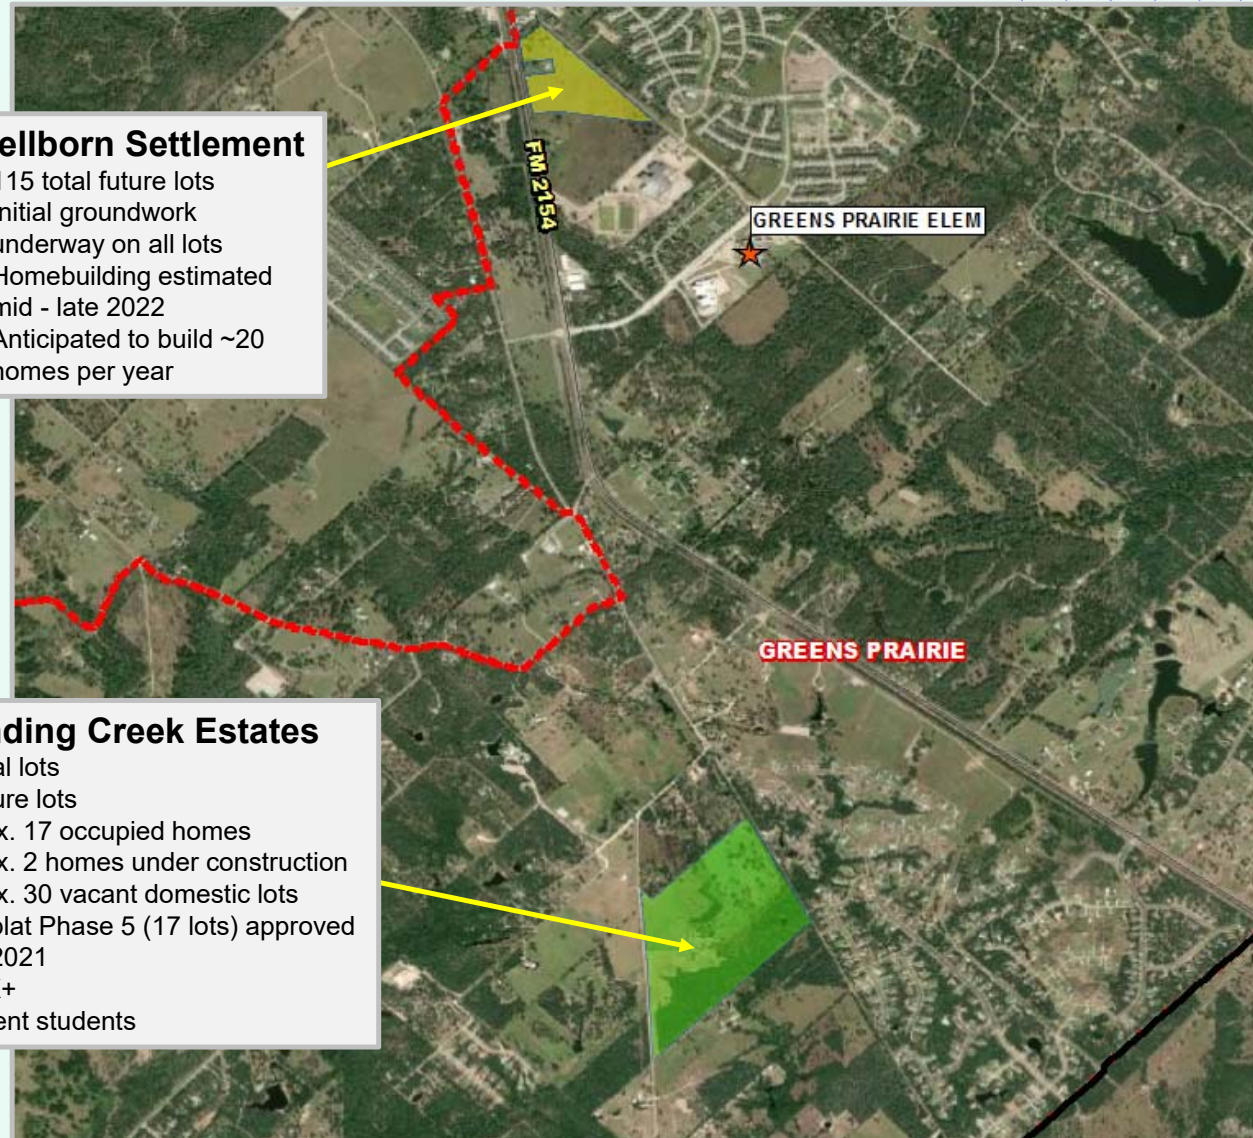 ellborn Settlement
115 total future lots
nitial groundwork
underway on all lots
Homebuilding estimated
mid - late 2022
Anticipated to build ~20
homes per year
FM 2154
GREENS PRAIRIE ELEM
GREENS PRAIRIE
ding Creek Estates
al lots
ure lots
x. 17 occupied homes
x. 2 homes under construction
x. 30 vacant domestic lots
plat Phase 5 (17 lots) approved
2021
+
ent students